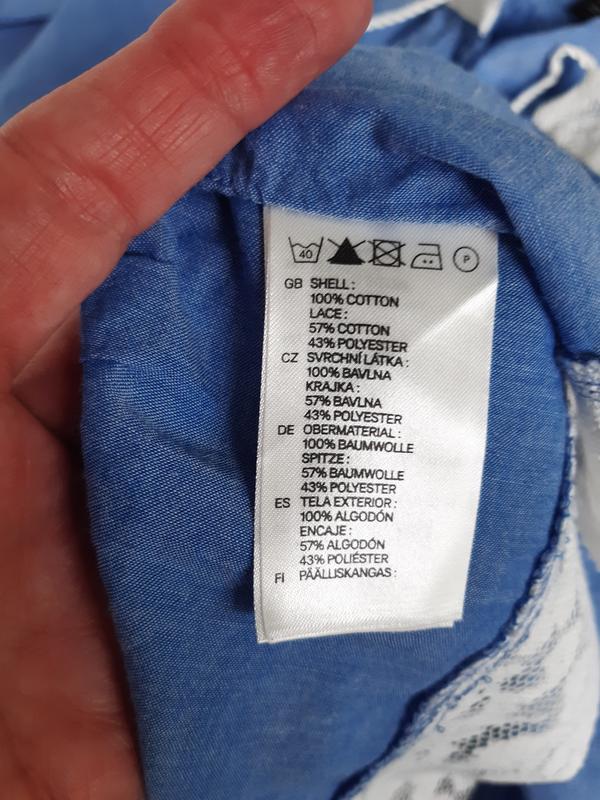 40 P
GB SHELL:
100% COTTON
LACE:
57% COTTON
43% POLYESTER
CZ SVRCHNÍ LÁTKA:
100% BAVLNA
KRAJKA:
57% BAVLNA
43% POLYESTER
DE OBERMATERIAL:
100% BAUMWOLLE
SPITZE:
57% BAUMWOLLE
43% POLYESTER
ES TELA EXTERIOR:
100% ALGODÓN
ENCAJE:
57% ALGODÓN
43% POLIÉSTER
FI PÄÄLLISKANGAS: